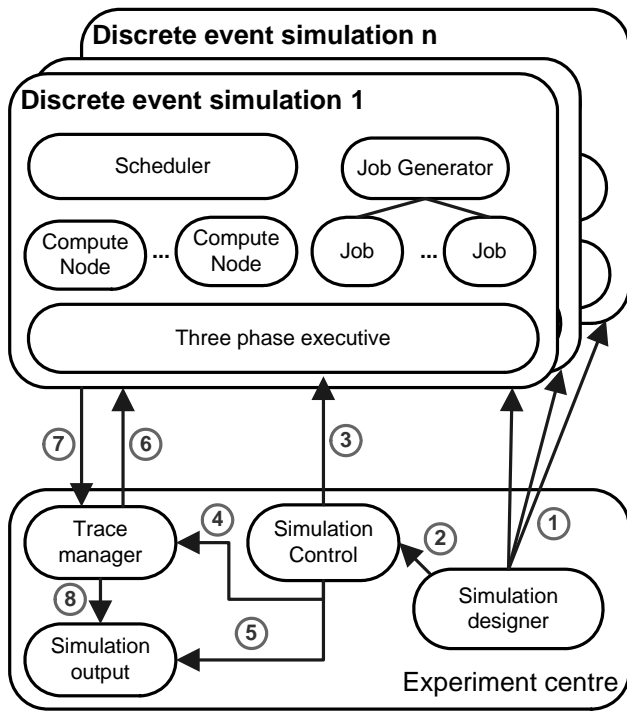 Discrete event simulation n
Discrete event simulation 1
Scheduler
Job Generator
Compute
Node
...
Compute
Node
Job
...
Job
Three phase executive
7
6
3
1
Trace
manager
4
Simulation
Control
2
8
Simulation
designer
5
Simulation
output
Experiment centre